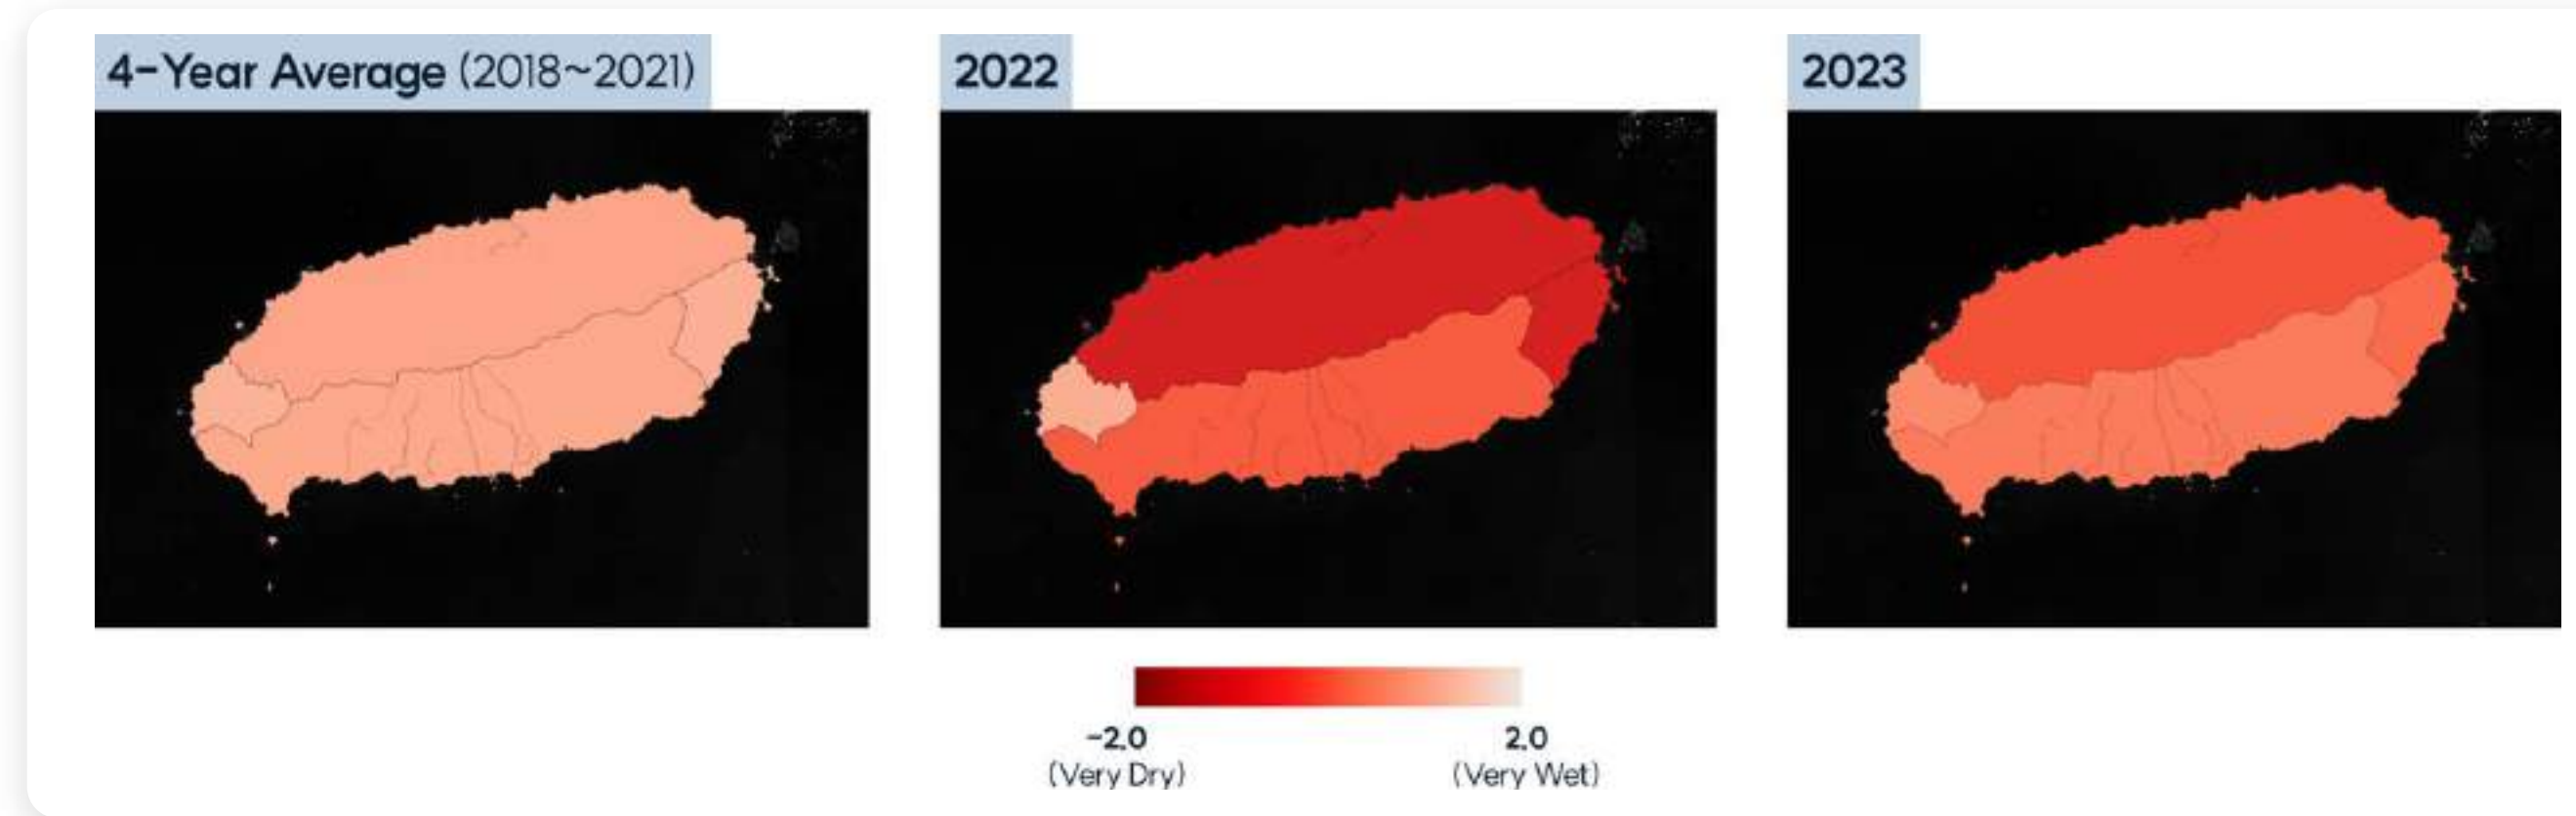 4-Year Average (2018~2021)
2022
2023
-2.0
(Very Dry)
2.0
(Very Wet)